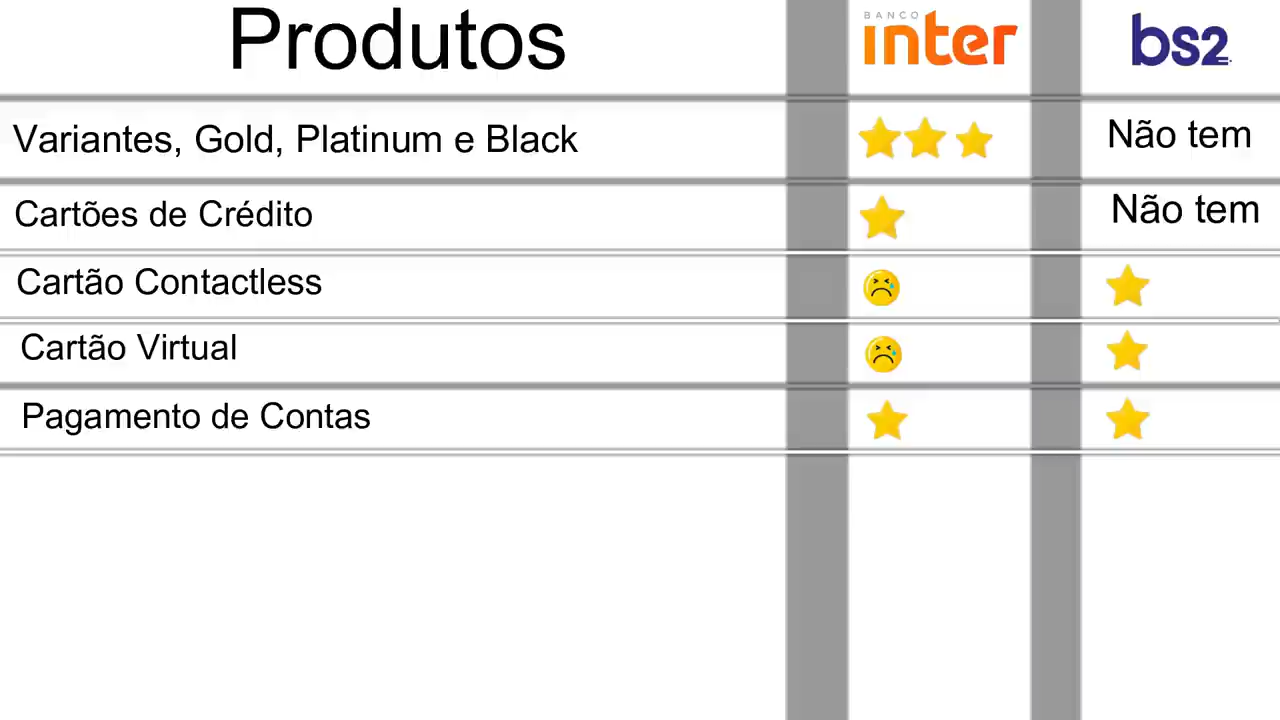 Produtos
BANCO
inter
bs2
Variantes, Gold, Platinum e Black
Não tem
Cartões de Crédito
Não tem
Cartão Contactless
Cartão Virtual
Pagamento de Contas